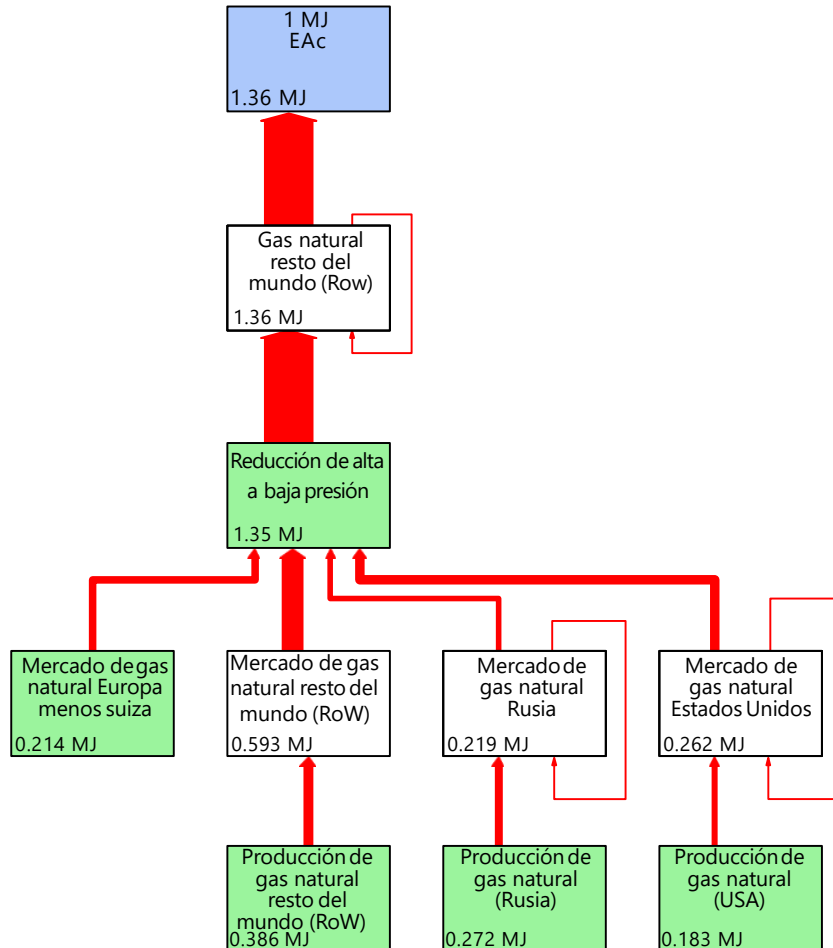 1 MJ
EAc
1.36 MJ
Gas natural
resto del
mundo (Row)
1.36 MJ
Reducción de alta
a baja presión
1.35 MJ
Mercado de gas
natural Europa
menos suiza
0.214 MJ
Mercado de gas
natural resto del
mundo (RoW)
0.593 MJ
Mercado de
gas natural
Rusia
0.219 MJ
Mercado de
gas natural
Estados Unidos
0.262 MJ
Producción de
gas natural
resto del
mundo (RoW)
0.386 MJ
Producción de
gas natural
(Rusia)
0.272 MJ
Producción de
gas natural
(USA)
0.183 MJ